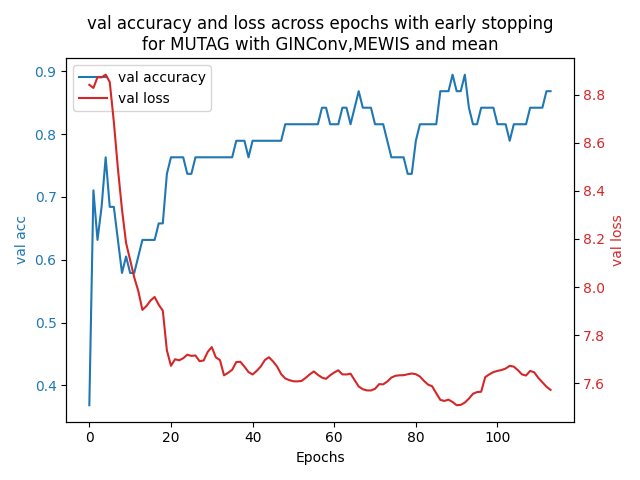 val accuracy and loss across epochs with early stopping
for MUTAG with GINConv,MEWIS and mean
val accuracy
val loss
0.9
0.8
0.7
0.6
0.5
0.4
val acc
8.8
8.6
8.4
8.2
8.0
7.8
7.6
val loss
0 20 40 60 80 100
Epochs